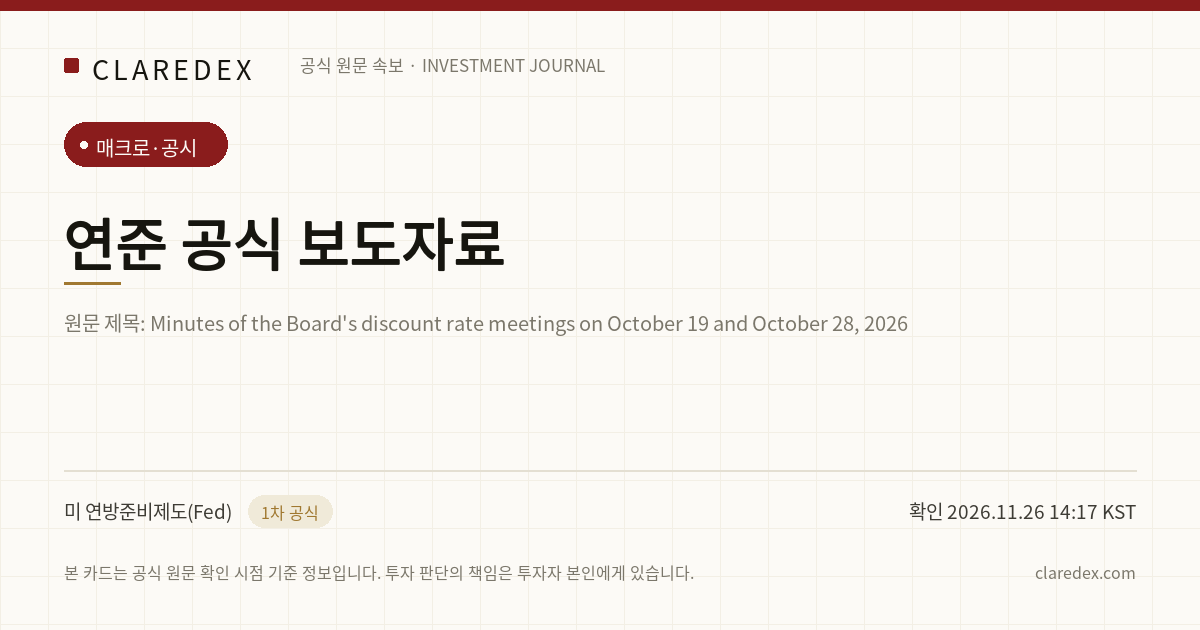 CLAREDEX
공식 원문 속보 · INVESTMENT JOURNAL
매크로·공시
연준 공식 보도자료
원문 제목: Minutes of the Board's discount rate meetings on October 19 and October 28, 2026
미 연방준비제도(Fed)
1차 공식
확인 2026.11.26 14:17 KST
본 카드는 공식 원문 확인 시점 기준 정보입니다. 투자 판단의 책임은 투자자 본인에게 있습니다.
claredex.com